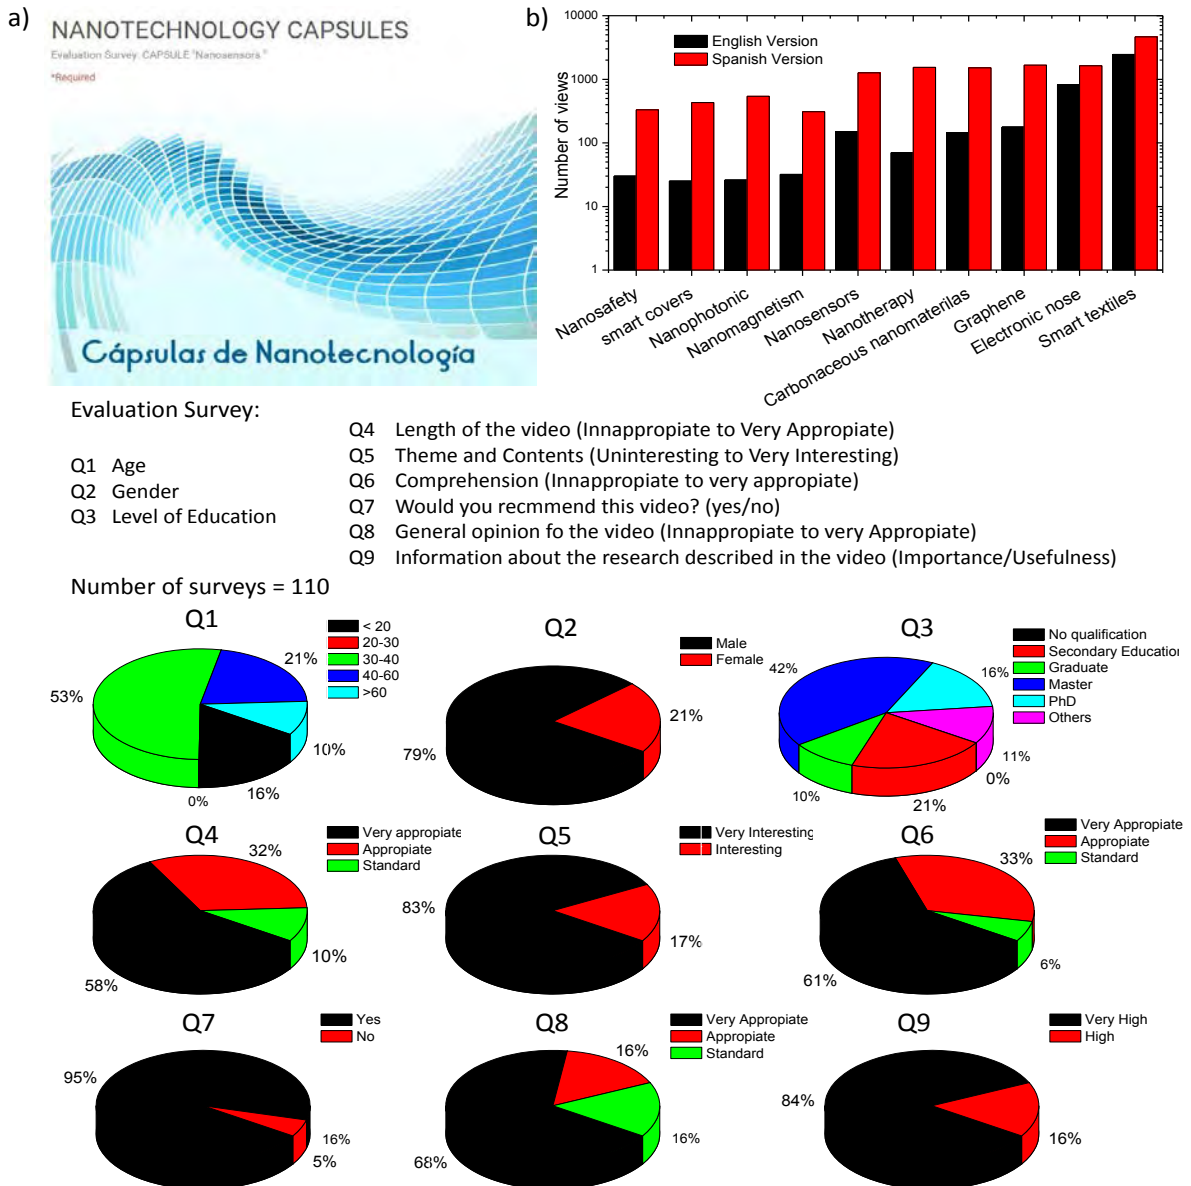 a)
NANOTECHNOLOGY CAPSULES
Evaluation Survey. CAPSULE "Nanosensors "
*Required
Cápsulas de Nanotecnología
b)
10000
1000
100
10
1
Number of views
English Version
Spanish Version
Nanosafety
smart covers
Nanophotonic
Nanomagnetism
Nanosensors
Nanotherapy
Carbonaceous nanomaterilas
Graphene
Electronic nose
Smart textiles
Evaluation Survey:
Q1 Age
Q2 Gender
Q3 Level of Education
Q4 Length of the video (Innappropiate to Very Appropiate)
Q5 Theme and Contents (Uninteresting to Very Interesting)
Q6 Comprehension (Innappropiate to very appropiate)
Q7 Would you recmmend this video? (yes/no)
Q8 General opinion fo the video (Innappropiate to very Appropiate)
Q9 Information about the research described in the video (Importance/Usefulness)
Number of surveys = 110
Q1
< 20
20-30
30-40
40-60
>60
53%
21%
10%
16%
0%
Q2
Male
Female
79%
21%
Q3
No qualification
Secondary Education
Graduate
Master
PhD
Others
42%
16%
11%
0%
21%
10%
Q4
Very appropiate
Appropiate
Standard
32%
10%
58%
Q5
Very Interesting
Interesting
83%
17%
Q6
Very Appropiate
Appropiate
Standard
33%
6%
61%
Q7
Yes
No
95%
16%
5%
Q8
Very Appropiate
Appropiate
Standard
16%
16%
68%
Q9
Very High
High
84%
16%